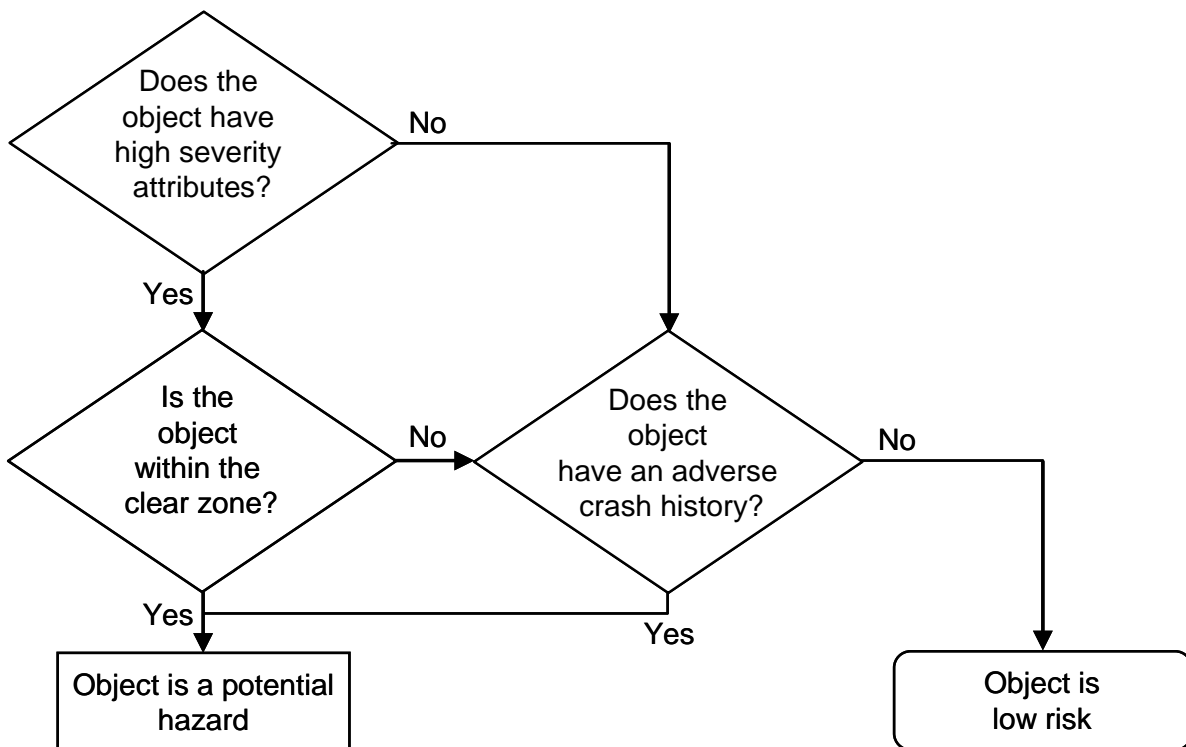 Does the
object have
high severity
attributes?
No
Yes
Is the
object
within the
clear zone?
No
Does the
object
have an adverse
crash history?
No
Yes
Yes
Object is a potential
hazard
Object is
low risk